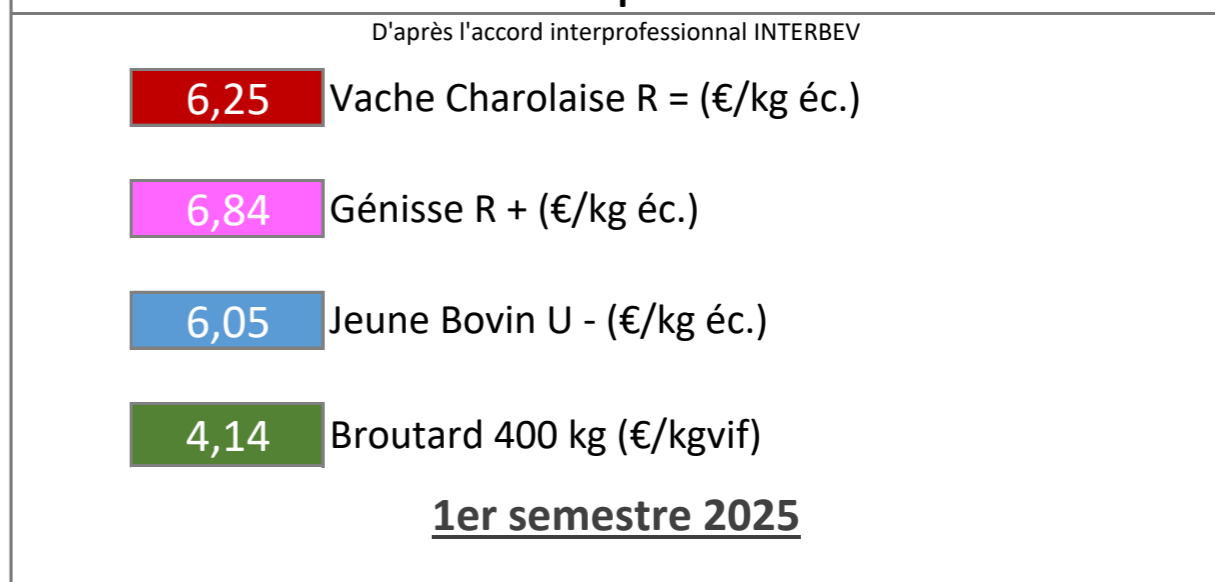 D'après l'accord interprofessionnal INTERBEV
6,25 Vache Charolaise R = (€/kg éc.)
6,84 Génisse R + (€/kg éc.)
6,05 Jeune Bovin U - (€/kg éc.)
4,14 Broutard 400 kg (€/kgvif)
1er semestre 2025